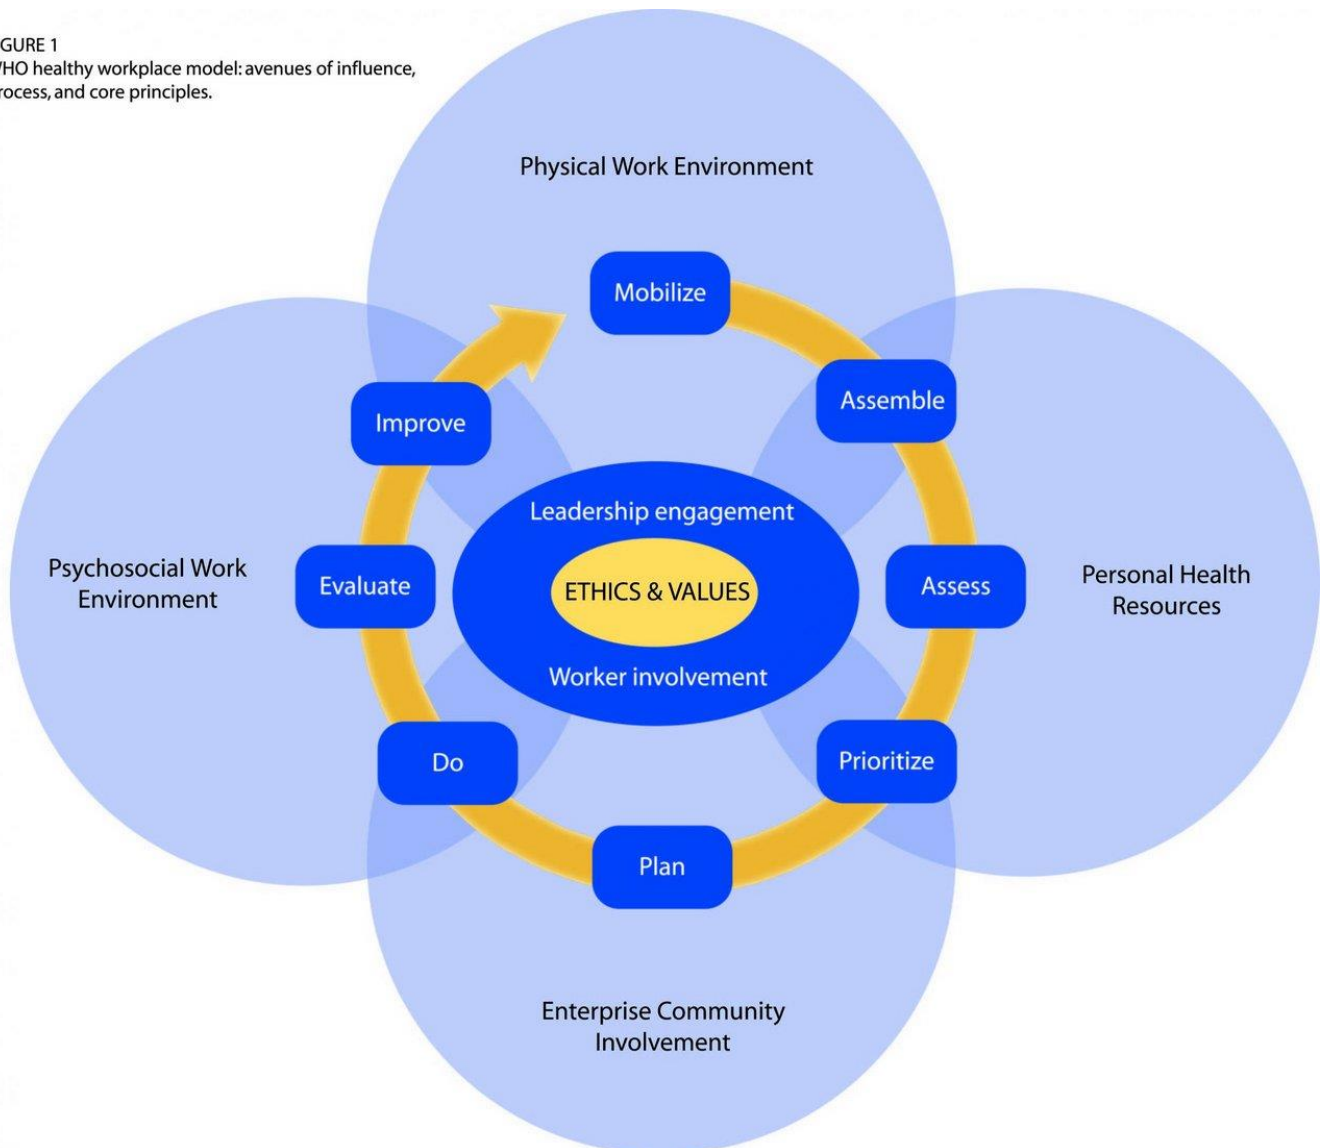 GURE 1
HO healthy workplace model: avenues of influence,
rocess, and core principles.
Physical Work Environment
Mobilize
Assemble
Improve
Leadership engagement
Psychosocial Work
Environment
Evaluate
ETHICS & VALUES
Assess
Personal Health
Resources
Worker involvement
Do
Prioritize
Plan
Enterprise Community
Involvement